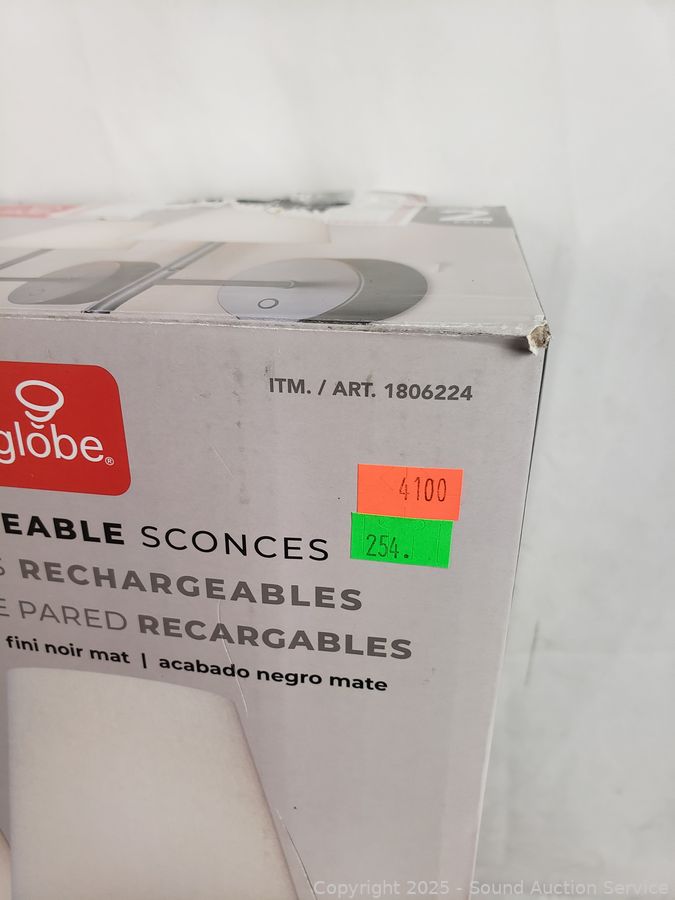 ITM. / ART. 1806224
globe®
4100
254.
EABLE SCONCES
S RECHARGEABLES
E PARED RECARGABLES
fini noir mat | acabado negro mate
Copyright 2025 - Sound Auction Service